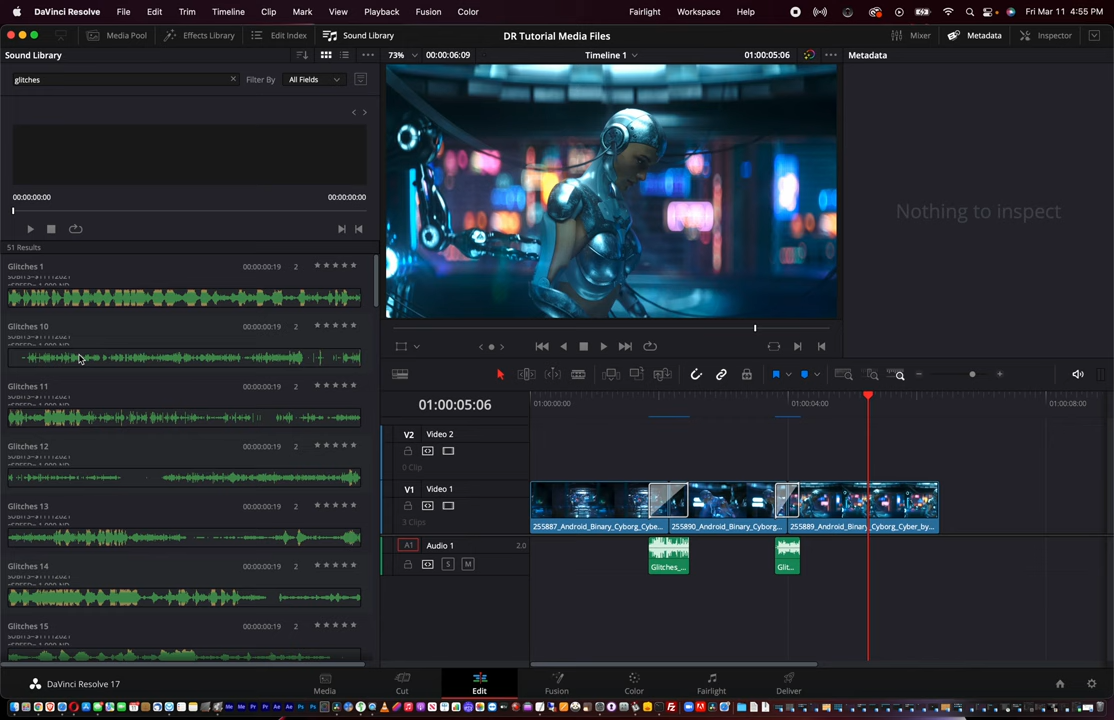 DaVinci Resolve File Edit Trim Timeline Clip Mark View Playback Fusion Color Fairlight Workspace Help Fri Mar 11 4:55 PM
Media Pool Effects Library Edit Index Sound Library DR Tutorial Media Files Mixer Metadata Inspector
Sound Library 73% 00:00:06:09 Timeline 1 01:00:05:06 Metadata
glitches Filter By All Fields
00:00:00:00 00:00:00:00
Nothing to inspect
51 Results
Glitches 1 00:00:00:19 2
Glitches 10 00:00:00:19 2
Glitches 11 00:00:00:19 2
Glitches 12 00:00:00:19 2
Glitches 13 00:00:00:19 2
Glitches 14 00:00:00:19 2
Glitches 15 00:00:00:19 2
01:00:05:06 01:00:00:00 01:00:04:00 01:00:08:00
V2 Video 2
0 Clip
V1 Video 1
3 Clips
255887_Android_Binary_Cyborg_Cybe... 255890_Android_Binary_Cyborg... 255889_Android_Binary_Cyborg_Cyber_by...
A1 Audio 1 2.0
S M
Glitches_... Glit...
DaVinci Resolve 17 Media Cut Edit Fusion Color Fairlight Deliver